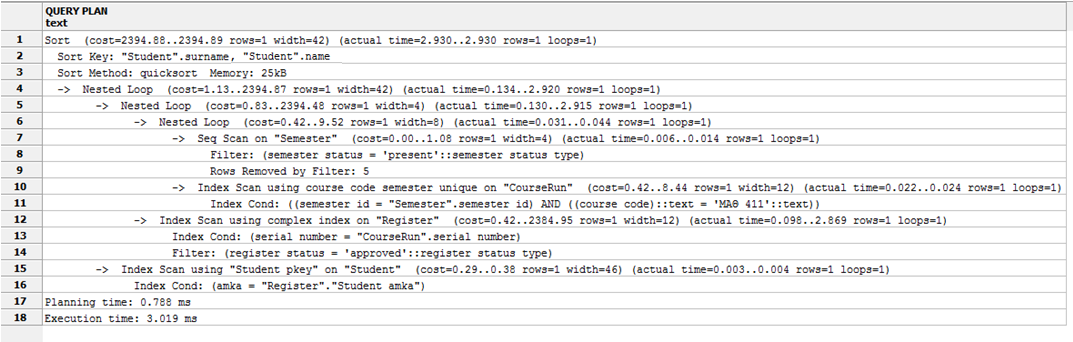 QUERY PLAN
text
1 Sort (cost=2394.88..2394.89 rows=1 width=42) (actual time=2.930..2.930 rows=1 loops=1)
2 Sort Key: "Student".surname, "Student".name
3 Sort Method: quicksort Memory: 25kB
4 -> Nested Loop (cost=1.13..2394.87 rows=1 width=42) (actual time=0.134..2.920 rows=1 loops=1)
5 -> Nested Loop (cost=0.83..2394.48 rows=1 width=4) (actual time=0.130..2.915 rows=1 loops=1)
6 -> Nested Loop (cost=0.42..9.52 rows=1 width=8) (actual time=0.031..0.044 rows=1 loops=1)
7 -> Seq Scan on "Semester" (cost=0.00..1.08 rows=1 width=4) (actual time=0.006..0.014 rows=1 loops=1)
8 Filter: (semester status = 'present'::semester status type)
9 Rows Removed by Filter: 5
10 -> Index Scan using course code semester unique on "CourseRun" (cost=0.42..8.44 rows=1 width=12) (actual time=0.022..0.024 rows=1 loops=1)
11 Index Cond: ((semester id = "Semester".semester id) AND ((course code)::text = 'ΜΑΘ 411'::text))
12 -> Index Scan using complex index on "Register" (cost=0.42..2384.95 rows=1 width=12) (actual time=0.098..2.869 rows=1 loops=1)
13 Index Cond: (serial number = "CourseRun".serial number)
14 Filter: (register status = 'approved'::register status type)
15 -> Index Scan using "Student pkey" on "Student" (cost=0.29..0.38 rows=1 width=46) (actual time=0.003..0.004 rows=1 loops=1)
16 Index Cond: (amka = "Register"."Student amka")
17 Planning time: 0.788 ms
18 Execution time: 3.019 ms